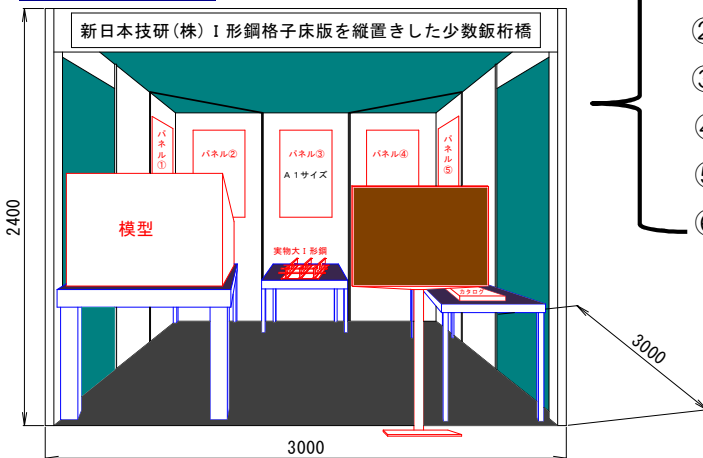 新日本技研(株) I 形鋼格子床版を縦置きした少数鈑桁橋
パネル①
パネル②
パネル③
A1サイズ
パネル④
パネル⑤
模型
実物大I形鋼
カタログ
2400
3000
3000
②
③
④
⑤
⑥